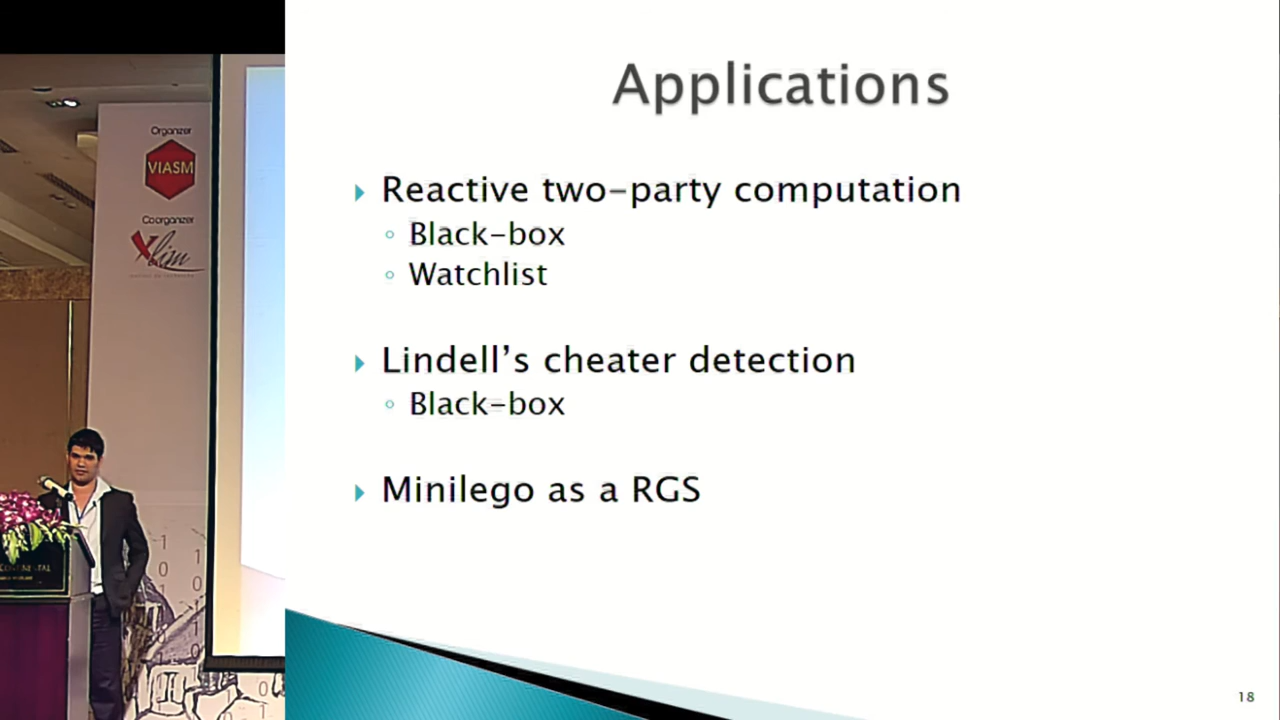 Organizer
VIASM
Coorganizer
Xlim
Applications
Reactive two-party computation
Black-box
Watchlist
Lindell's cheater detection
Black-box
Minilego as a RGS
18